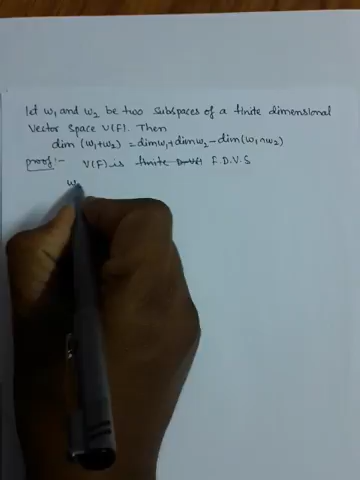 let w₁ and w₂ be two subspaces of a finite dimensional
Vector Space V(F). Then
dim (w₁+w₂) = dimw₁+dimw₂-dim(w₁∩w₂)
proof:- V(F) is finite F.D.V.S
w